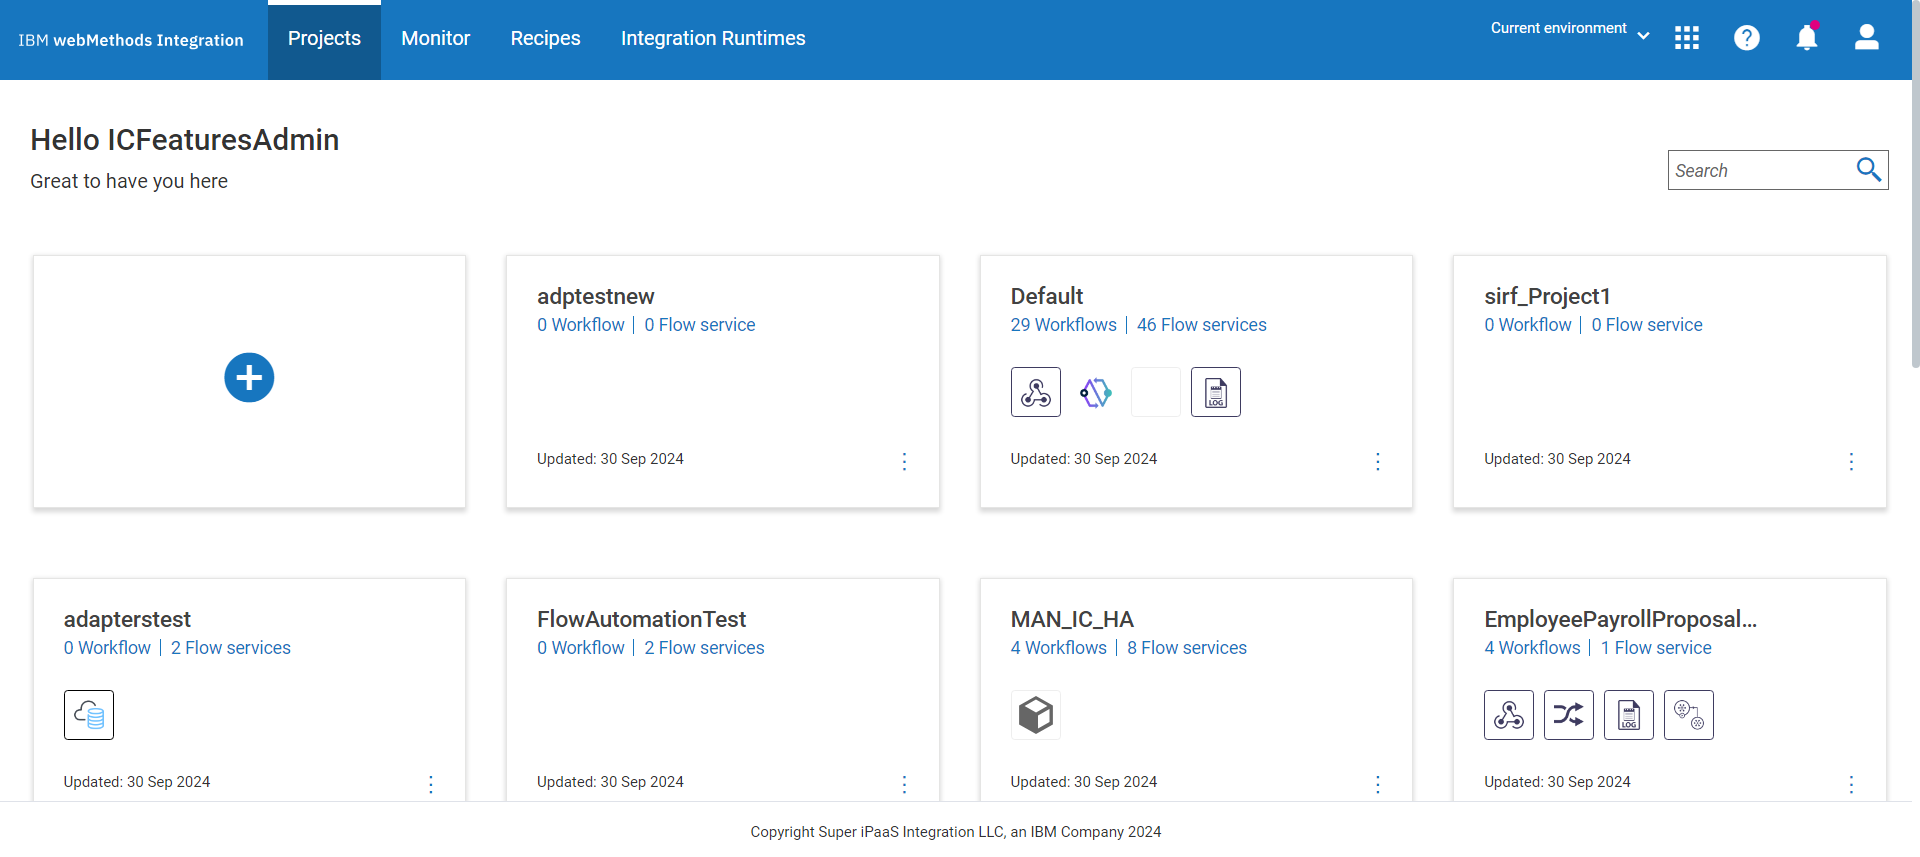 IBM webMethods Integration
Projects
Monitor
Recipes
Integration Runtimes
Current environment
Hello ICFeaturesAdmin
Great to have you here
Search
adptestnew
0 Workflow | 0 Flow service
Updated: 30 Sep 2024
Default
29 Workflows | 46 Flow services
LOG
Updated: 30 Sep 2024
sirf_Project1
0 Workflow | 0 Flow service
Updated: 30 Sep 2024
adapterstest
0 Workflow | 2 Flow services
Updated: 30 Sep 2024
FlowAutomationTest
0 Workflow | 2 Flow services
Updated: 30 Sep 2024
MAN_IC_HA
4 Workflows | 8 Flow services
Updated: 30 Sep 2024
EmployeePayrollProposal...
4 Workflows | 1 Flow service
LOG
Updated: 30 Sep 2024
Copyright Super iPaaS Integration LLC, an IBM Company 2024